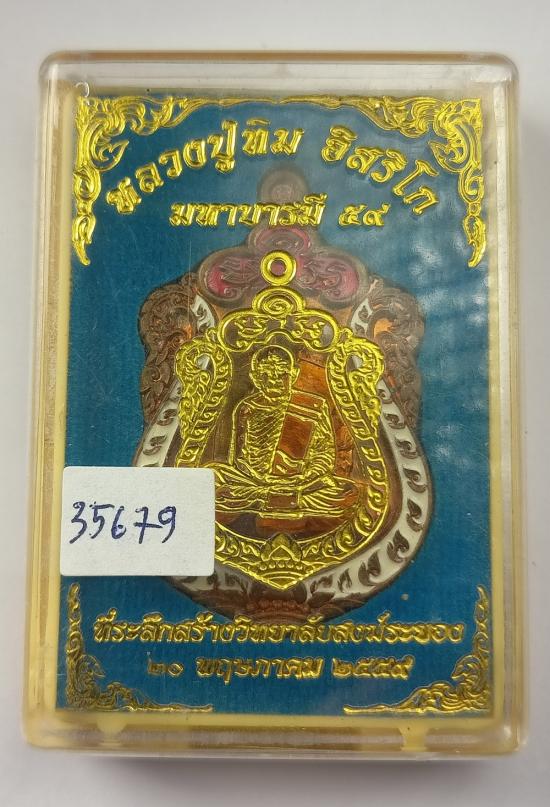 หลวงปู่ทิม อิสริโก
มหาบารมี ๕๙
35679
ที่ระลึกสร้างวิทยาลัยสงฆ์ระยอง
๒๐ พฤษภาคม ๒๕๕๙